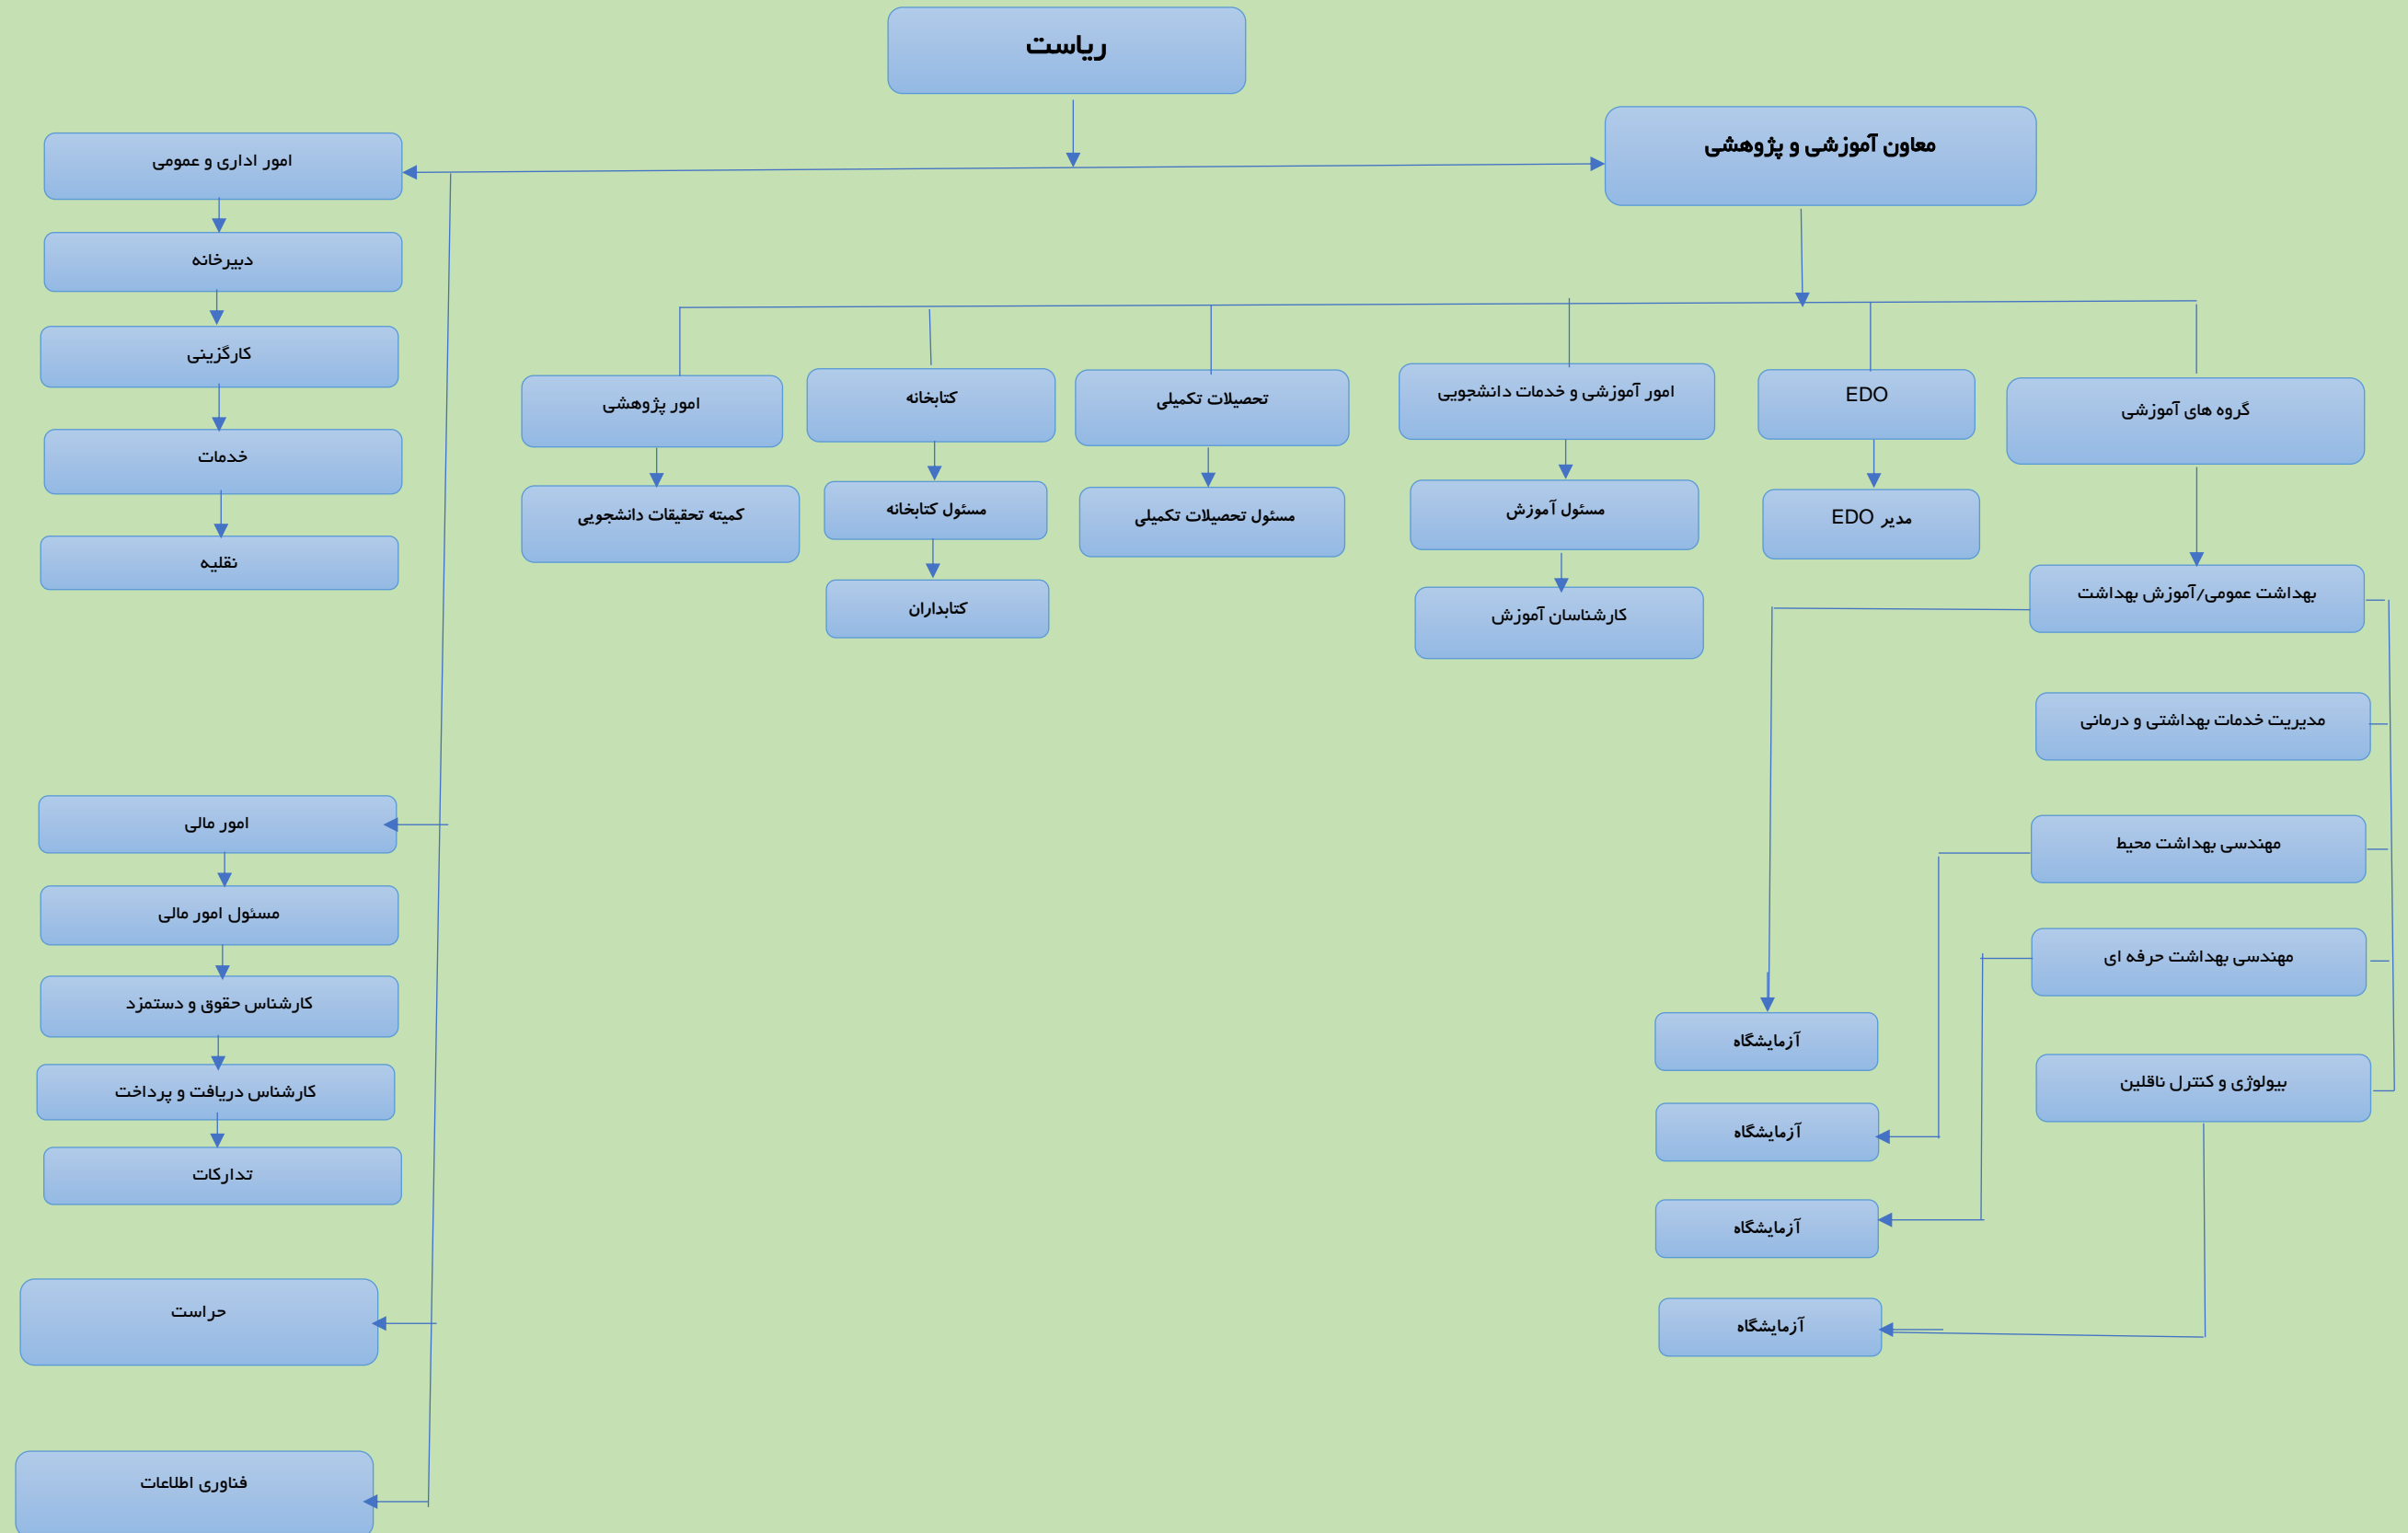 ریاست
معاون آموزشی و پژوهشی
امور اداری و عمومی
دبیرخانه
کارگزینی
خدمات
نقلیه
گروه های آموزشی
EDO
امور آموزشی و خدمات دانشجویی
تحصیلات تکمیلی
کتابخانه
امور پژوهشی
مدیر EDO
مسئول آموزش
مسئول تحصیلات تکمیلی
مسئول کتابخانه
کمیته تحقیقات دانشجویی
کارشناسان آموزش
کتابداران
بهداشت عمومی/آموزش بهداشت
مدیریت خدمات بهداشتی و درمانی
مهندسی بهداشت محیط
مهندسی بهداشت حرفه ای
بیولوژی و کنترل ناقلین
آزمایشگاه
آزمایشگاه
آزمایشگاه
آزمایشگاه
امور مالی
مسئول امور مالی
کارشناس حقوق و دستمزد
کارشناس دریافت و پرداخت
تدارکات
حراست
فناوری اطلاعات